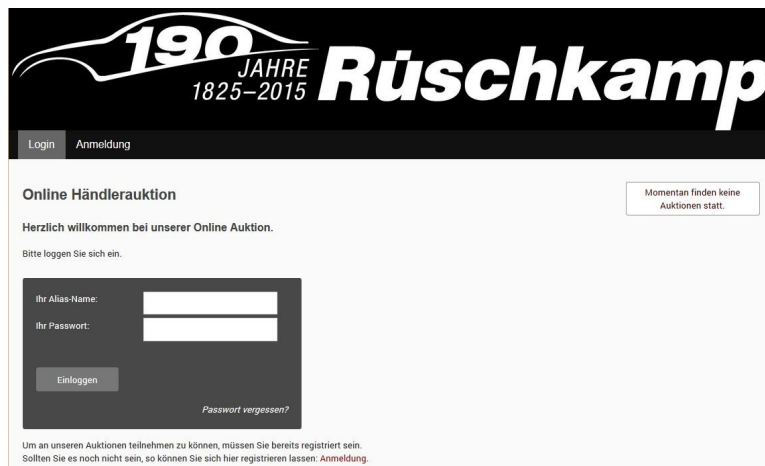 190
JAHRE
1825–2015
Rüschkamp
Login Anmeldung
Online Händlerauktion
Momentan finden keine
Auktionen statt.
Herzlich willkommen bei unserer Online Auktion.
Bitte loggen Sie sich ein.
Ihr Alias-Name:
Ihr Passwort:
Einloggen
Passwort vergessen?
Um an unseren Auktionen teilnehmen zu können, müssen Sie bereits registriert sein.
Sollten Sie es noch nicht sein, so können Sie sich hier registrieren lassen: Anmeldung.